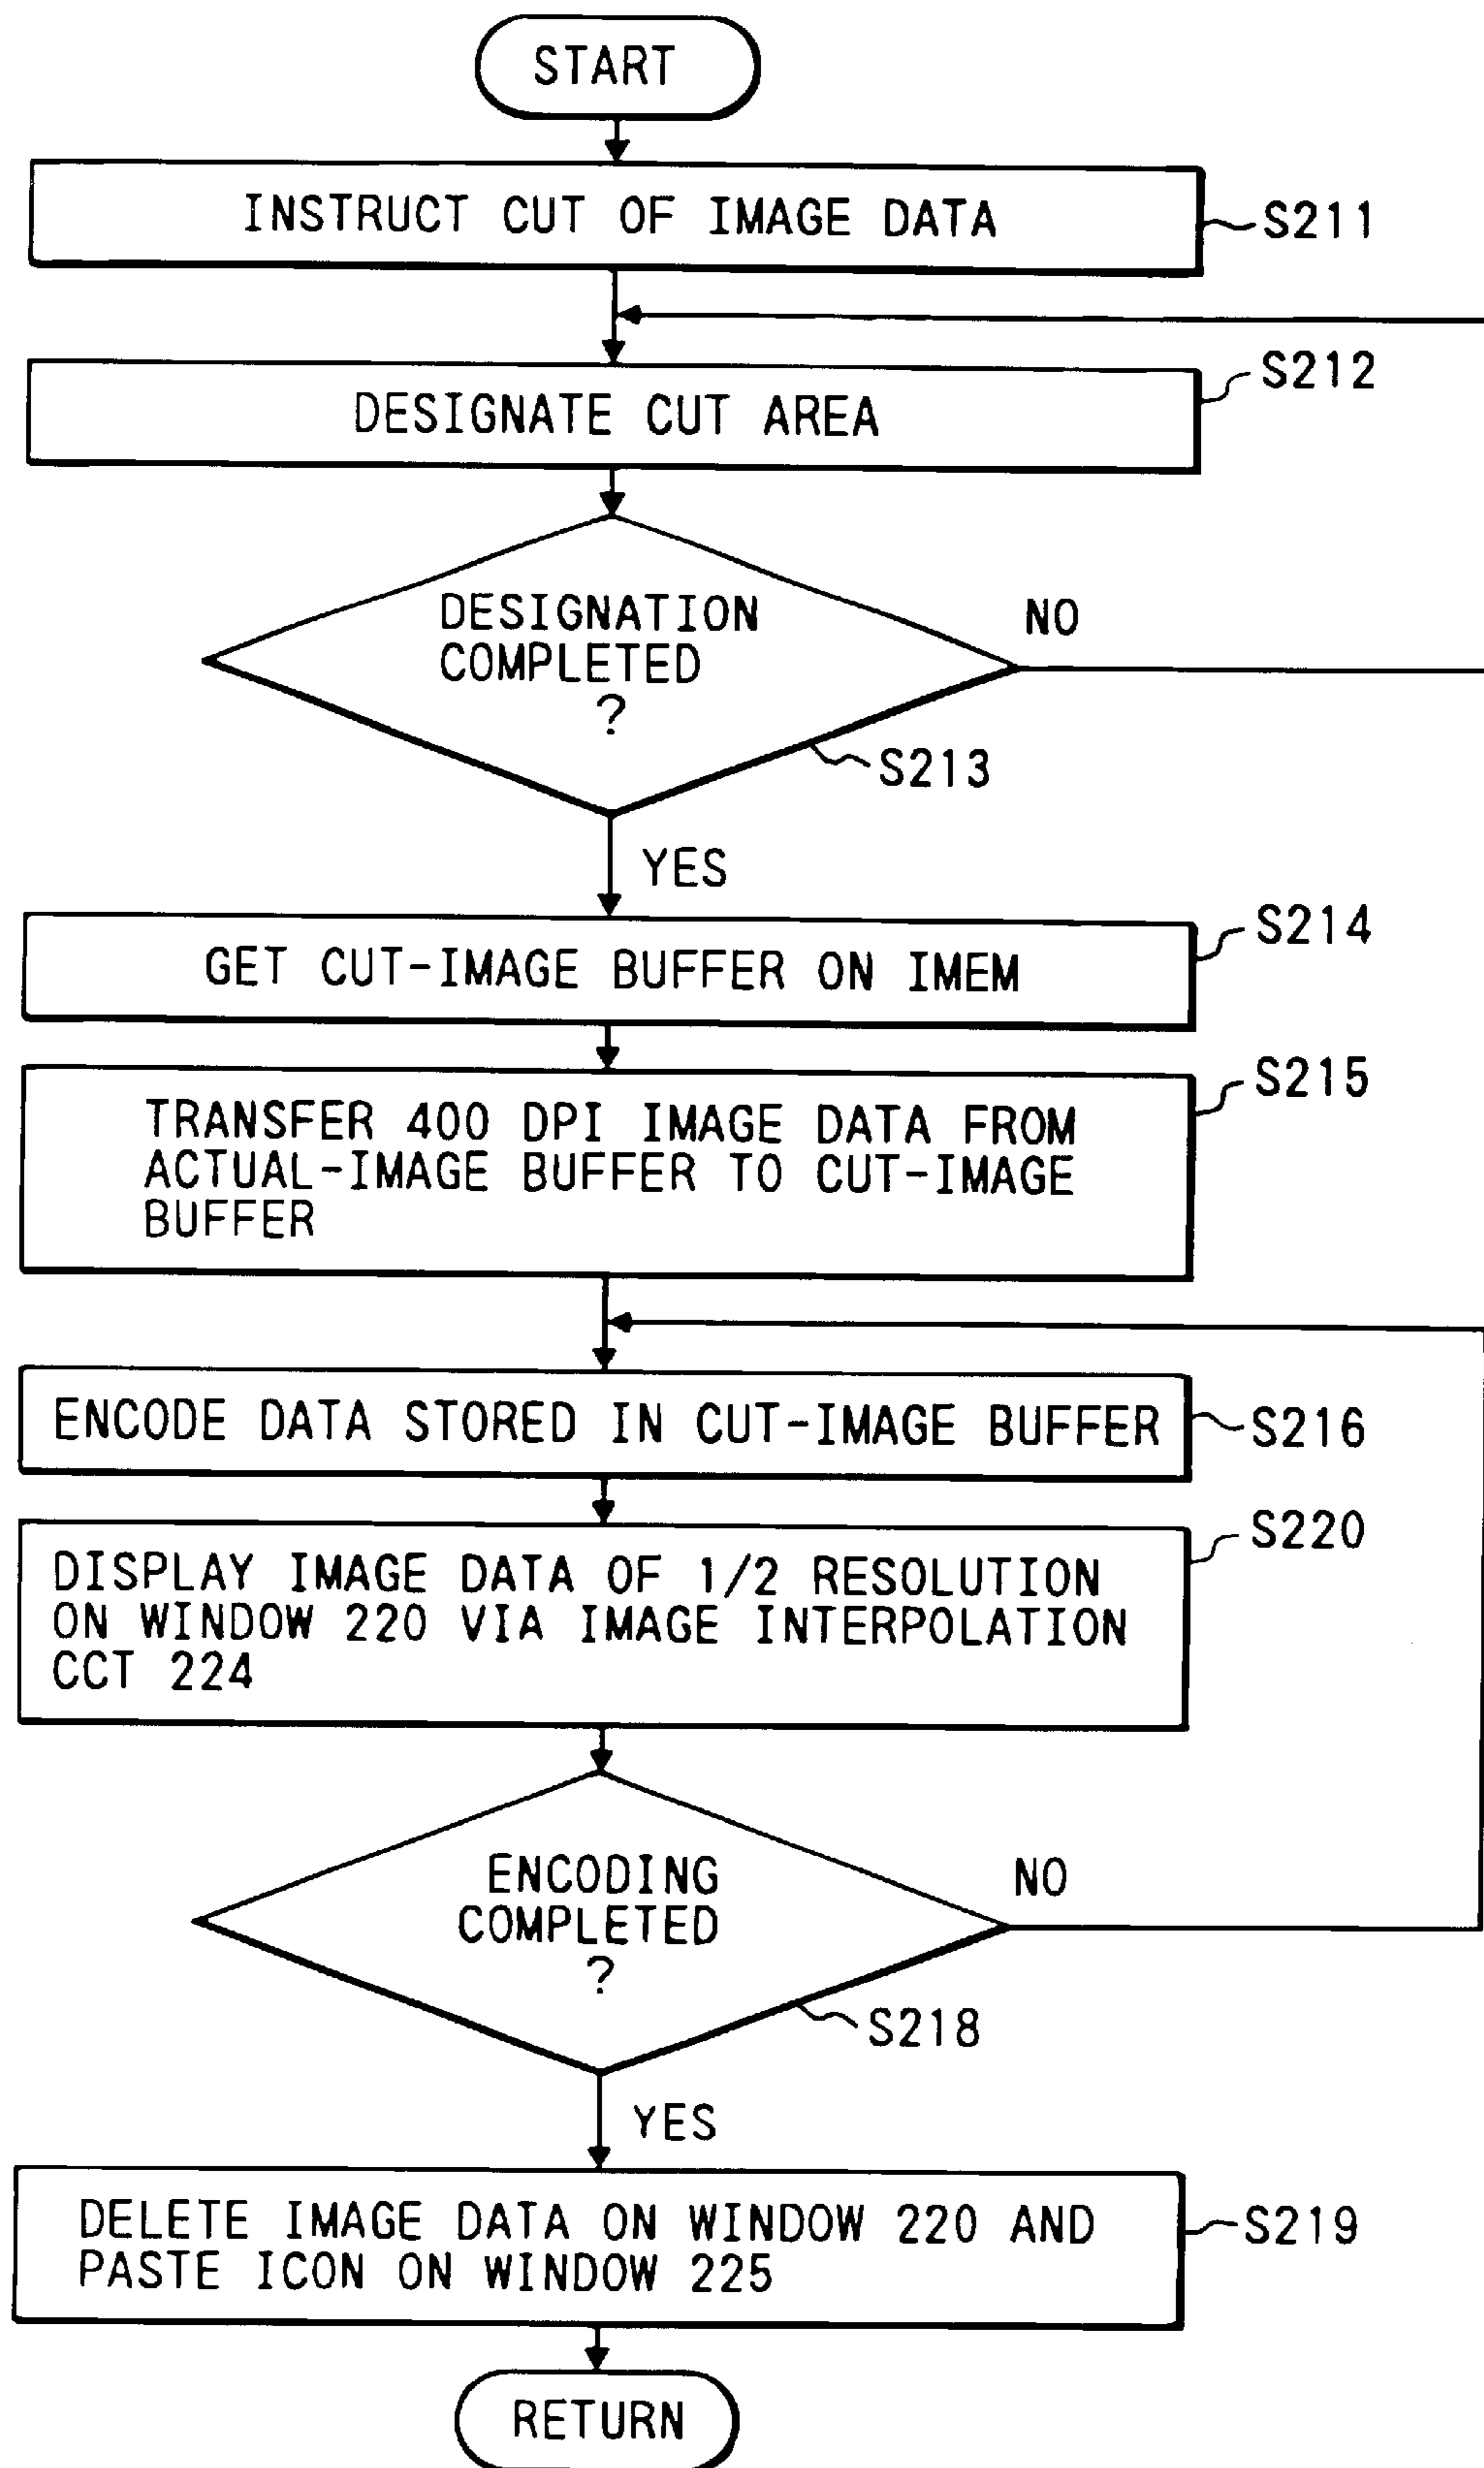 START
INSTRUCT CUT OF IMAGE DATA
S211
S212
DESIGNATE CUT AREA
DESIGNATION
COMPLETED
?
NO
S213
YES
S214
GET CUT-IMAGE BUFFER ON IMEM
S215
TRANSFER 400 DPI IMAGE DATA FROM
ACTUAL-IMAGE BUFFER TO CUT-IMAGE
BUFFER
ENCODE DATA STORED IN CUT-IMAGE BUFFER
S216
S220
DISPLAY IMAGE DATA OF 1/2 RESOLUTION
ON WINDOW 220 VIA IMAGE INTERPOLATION
CCT 224
ENCODING
COMPLETED
?
NO
S218
YES
DELETE IMAGE DATA ON WINDOW 220 AND
PASTE ICON ON WINDOW 225
S219
RETURN